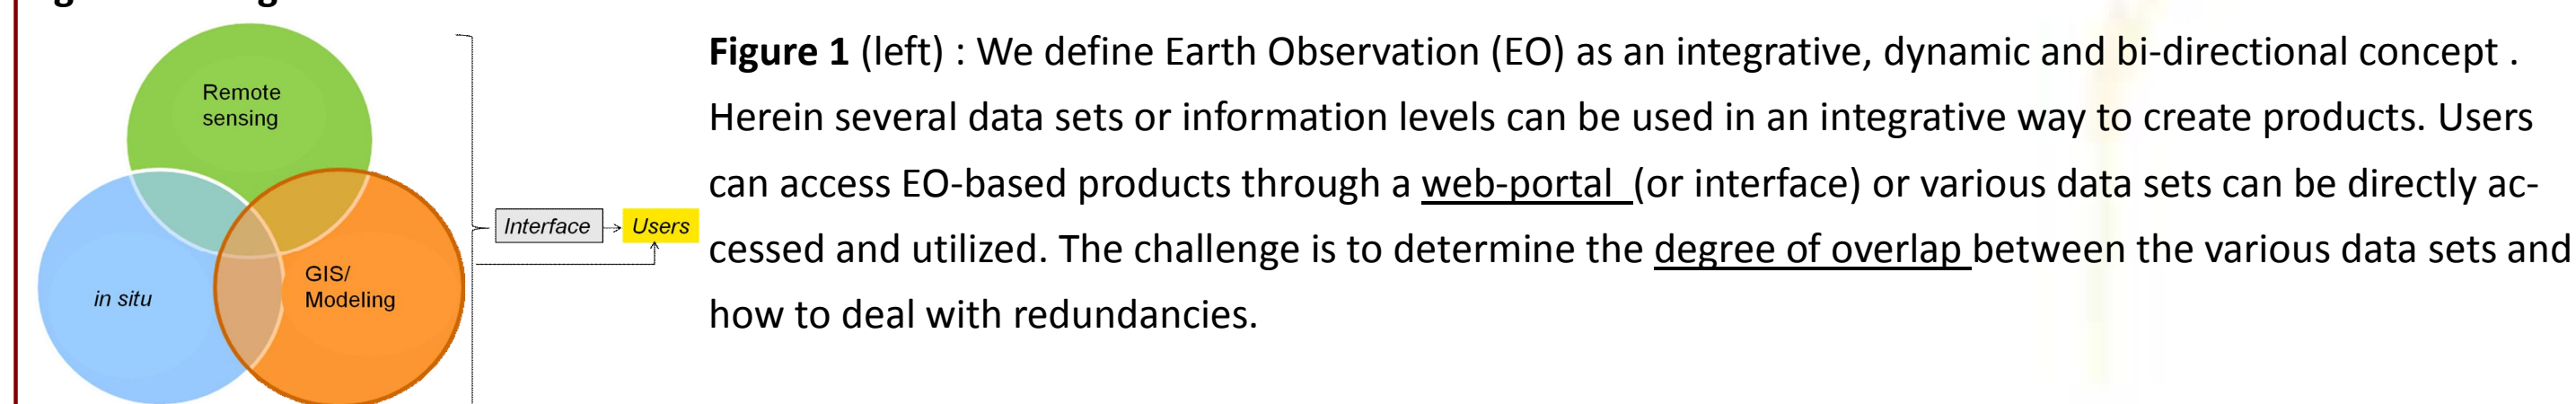 Remote
sensing
in situ
GIS/
Modeling
Interface
Users
Figure 1 (left) : We define Earth Observation (EO) as an integrative, dynamic and bi-directional concept .
Herein several data sets or information levels can be used in an integrative way to create products. Users
can access EO-based products through a web-portal (or interface) or various data sets can be directly ac-
cessed and utilized. The challenge is to determine the degree of overlap between the various data sets and
how to deal with redundancies.